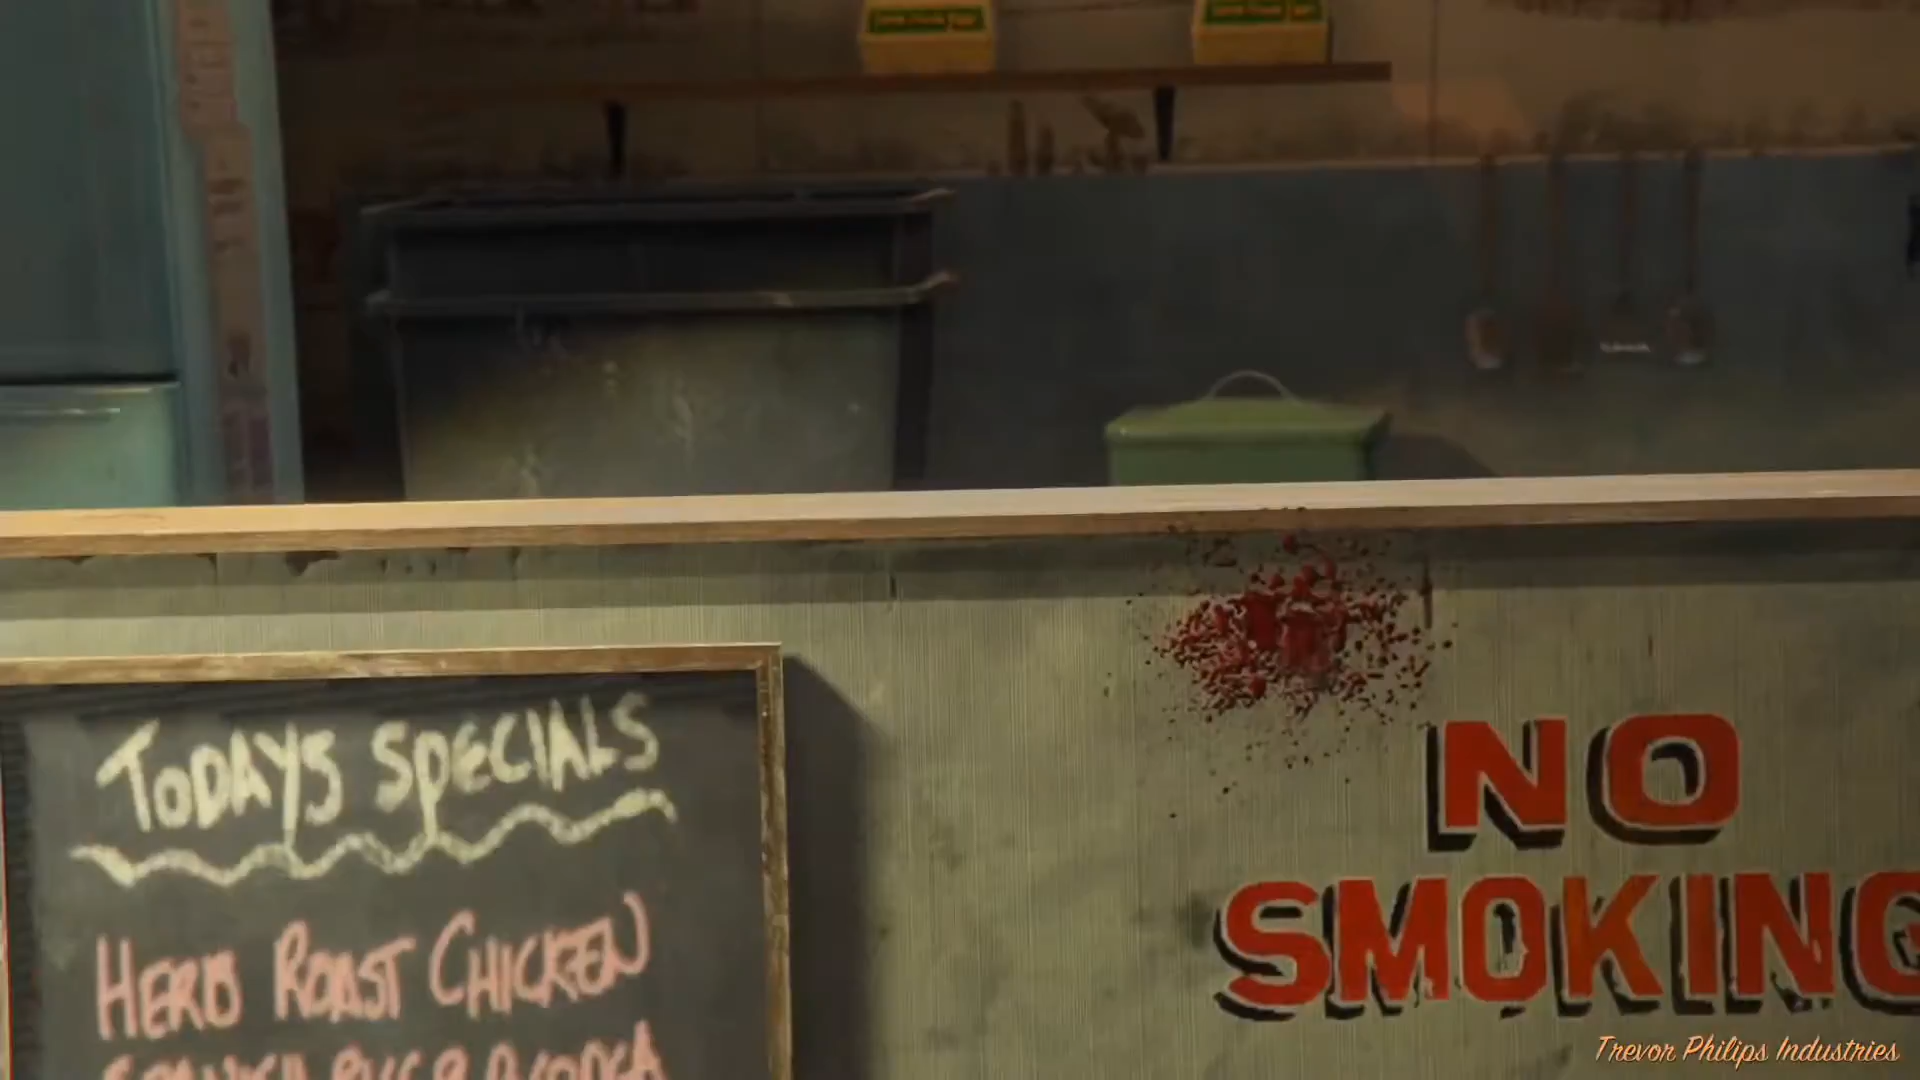 TODAYS SPECIALS
HERB ROAST CHICKEN
NO
SMOKING
Trevor Philips Industries